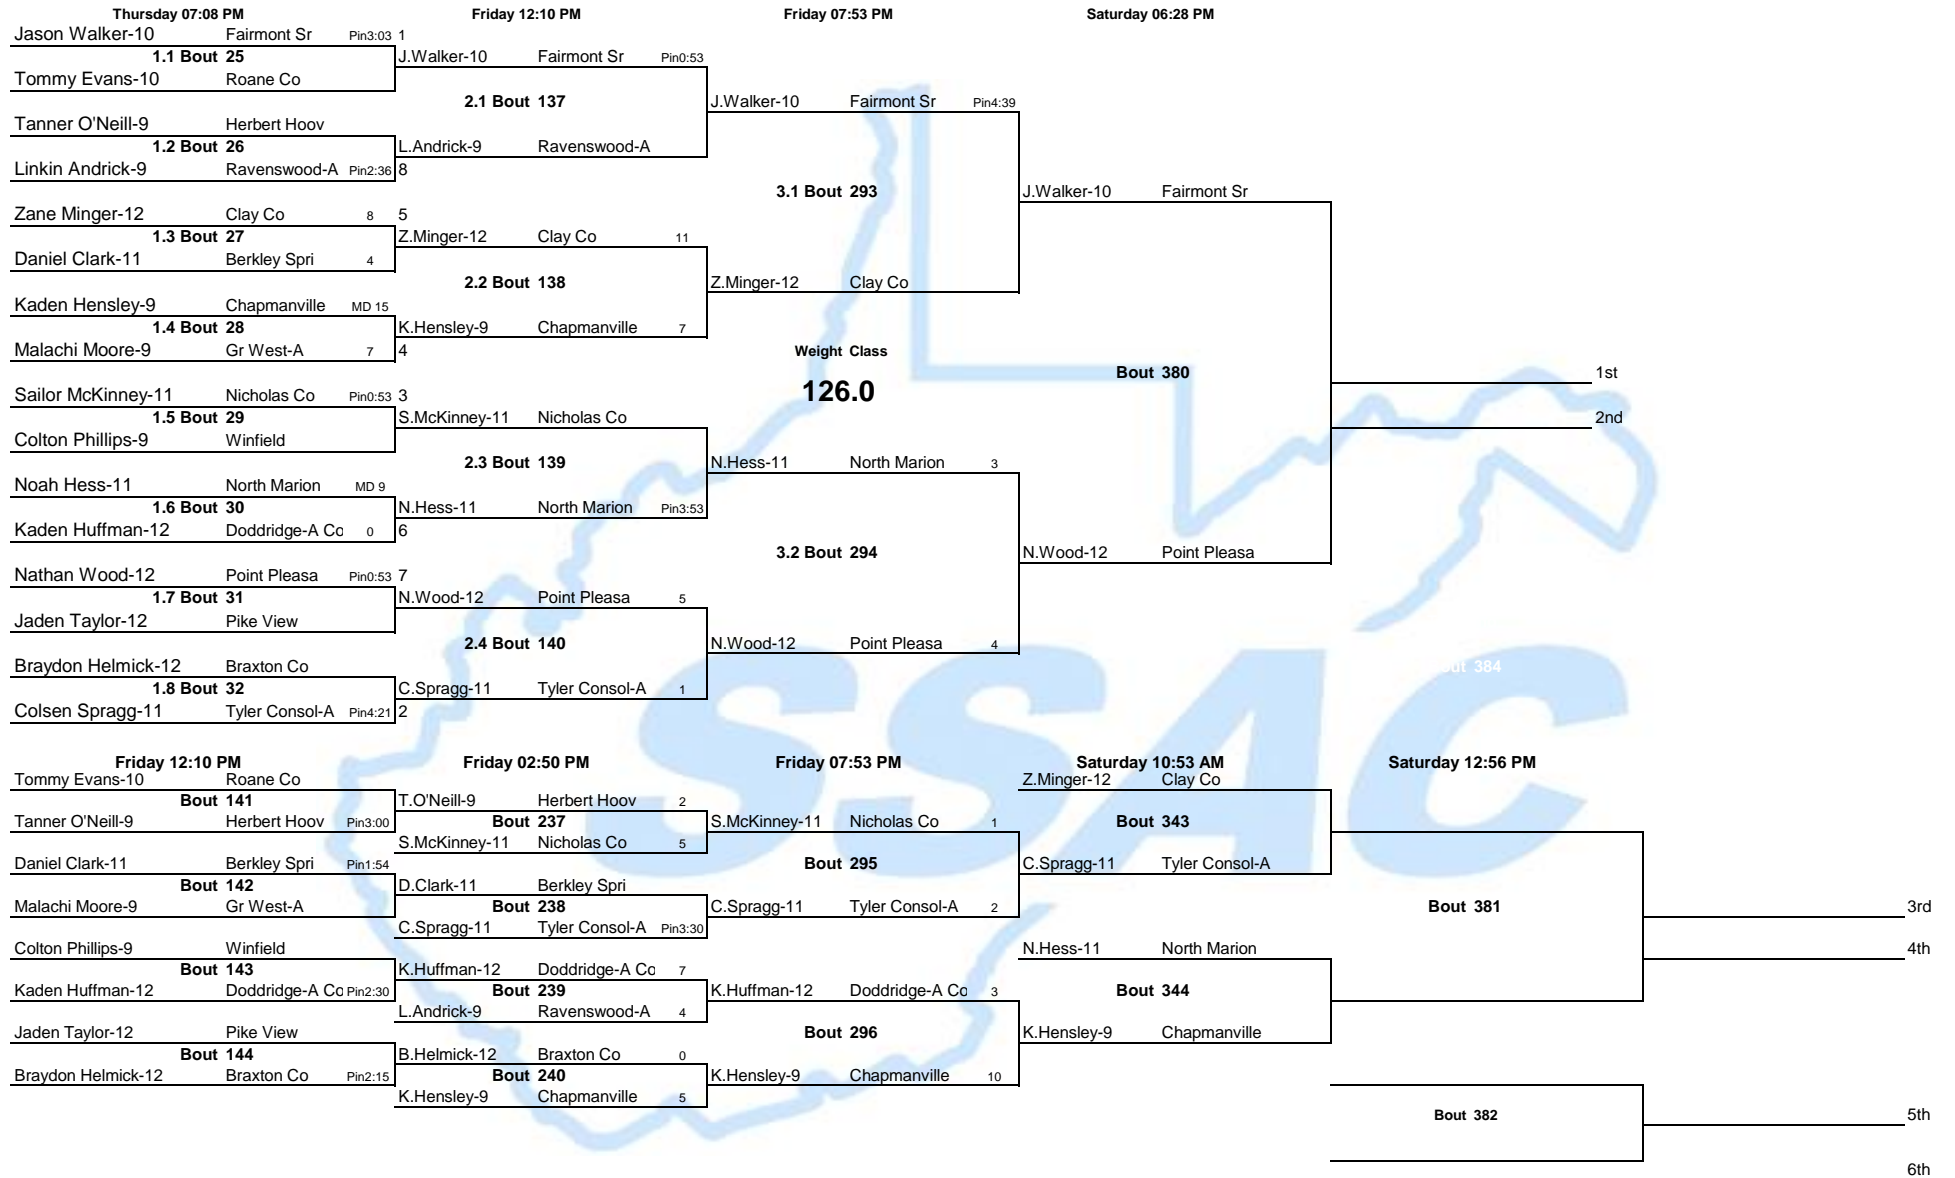 Thursday 07:08 PM Friday 12:10 PM Friday 07:53 PM Saturday 06:28 PM
Jason Walker-10 Fairmont Sr Pin3:03 1
1.1 Bout 25 J.Walker-10 Fairmont Sr Pin0:53
Tommy Evans-10 Roane Co
2.1 Bout 137 J.Walker-10 Fairmont Sr Pin4:39
Tanner O'Neill-9 Herbert Hoov
1.2 Bout 26 L.Andrick-9 Ravenswood-A
Linkin Andrick-9 Ravenswood-A Pin2:36 8
3.1 Bout 293 J.Walker-10 Fairmont Sr
Zane Minger-12 Clay Co 8 5
1.3 Bout 27 Z.Minger-12 Clay Co 11
Daniel Clark-11 Berkley Spri 4
2.2 Bout 138 Z.Minger-12 Clay Co
Kaden Hensley-9 Chapmanville MD 15
1.4 Bout 28 K.Hensley-9 Chapmanville 7
Malachi Moore-9 Gr West-A 7 4
Weight Class
Bout 380 1st
126.0
Sailor McKinney-11 Nicholas Co Pin0:53 3
1.5 Bout 29 S.McKinney-11 Nicholas Co 2nd
Colton Phillips-9 Winfield
2.3 Bout 139 N.Hess-11 North Marion 3
Noah Hess-11 North Marion MD 9
1.6 Bout 30 N.Hess-11 North Marion Pin3:53
Kaden Huffman-12 Doddridge-A Co 0 6
3.2 Bout 294 N.Wood-12 Point Pleasa
Nathan Wood-12 Point Pleasa Pin0:53 7
1.7 Bout 31 N.Wood-12 Point Pleasa 5
Jaden Taylor-12 Pike View
2.4 Bout 140 N.Wood-12 Point Pleasa 4
Braydon Helmick-12 Braxton Co
384
1.8 Bout 32 C.Spragg-11 Tyler Consol-A 1
Colsen Spragg-11 Tyler Consol-A Pin4:21 2
SSAC
Friday 12:10 PM Friday 02:50 PM Friday 07:53 PM Saturday 10:53 AM Saturday 12:56 PM
Tommy Evans-10 Roane Co Z.Minger-12 Clay Co
Bout 141 T.O'Neill-9 Herbert Hoov 2
Tanner O'Neill-9 Herbert Hoov Pin3:00 Bout 237 S.McKinney-11 Nicholas Co 1 Bout 343
S.McKinney-11 Nicholas Co 5
Daniel Clark-11 Berkley Spri Pin1:54 Bout 295 C.Spragg-11 Tyler Consol-A
Bout 142 D.Clark-11 Berkley Spri
Malachi Moore-9 Gr West-A Bout 238 C.Spragg-11 Tyler Consol-A 2 Bout 381 3rd
C.Spragg-11 Tyler Consol-A Pin3:30
Colton Phillips-9 Winfield N.Hess-11 North Marion 4th
Bout 143 K.Huffman-12 Doddridge-A Co 7
Kaden Huffman-12 Doddridge-A Co Pin2:30 Bout 239 K.Huffman-12 Doddridge-A Co 3 Bout 344
L.Andrick-9 Ravenswood-A 4
Jaden Taylor-12 Pike View Bout 296 K.Hensley-9 Chapmanville
Bout 144 B.Helmick-12 Braxton Co 0
Braydon Helmick-12 Braxton Co Pin2:15 Bout 240 K.Hensley-9 Chapmanville 10
K.Hensley-9 Chapmanville 5
Bout 382 5th
6th